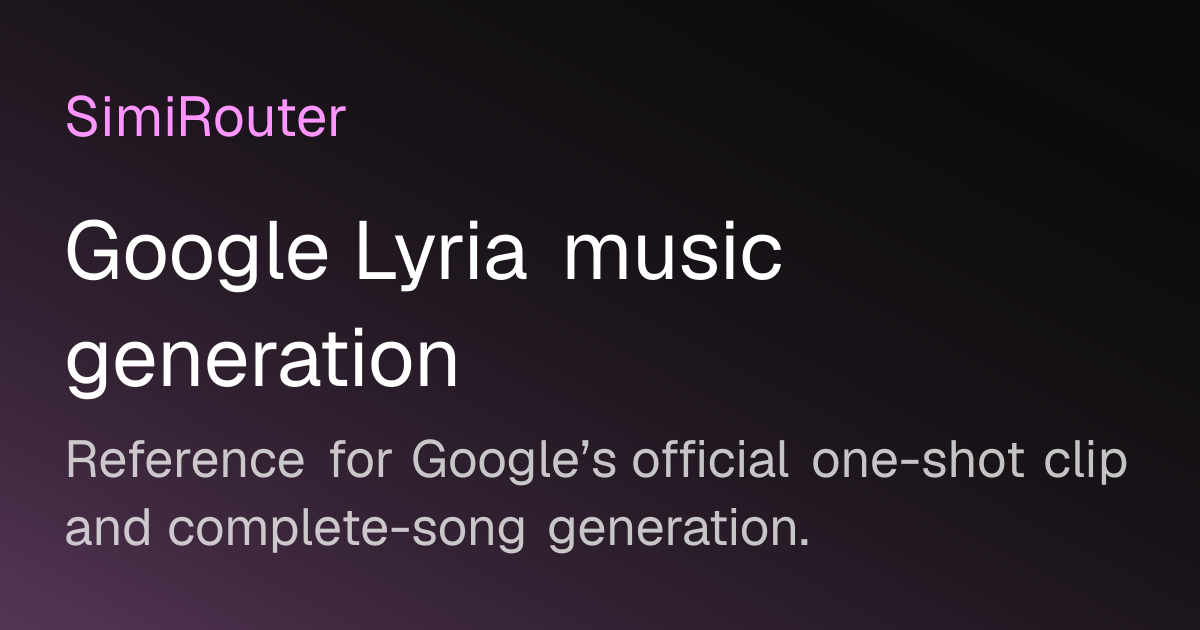 SimiRouter
Google Lyria music
generation
Reference for Google’s official one-shot clip
and complete-song generation.